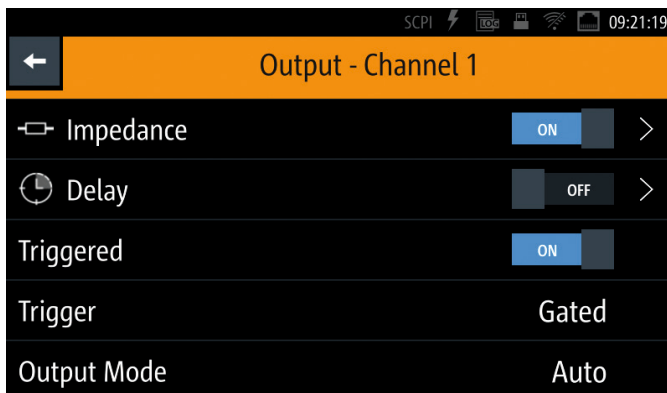 SCPI LOG 09:21:19
Output - Channel 1
Impedance ON
Delay OFF
Triggered ON
Trigger Gated
Output Mode Auto